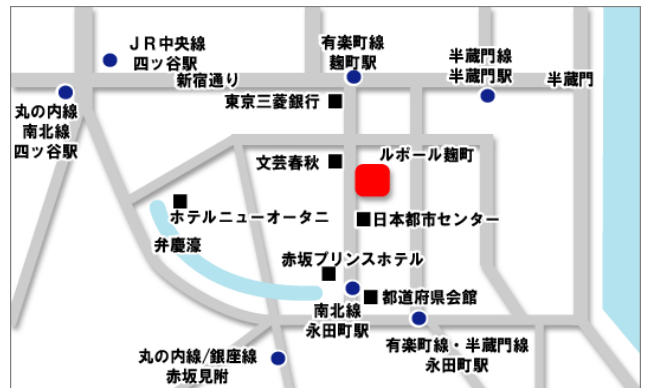 JR中央線
四ツ谷駅
有楽町線
麹町駅
半蔵門線
半蔵門駅
半蔵門
新宿通り
丸の内線
南北線
四ツ谷駅
東京三菱銀行
文芸春秋
ルポール麹町
ホテルニューオータニ
日本都市センター
弁慶濠
赤坂プリンスホテル
都道府県会館
南北線
永田町駅
有楽町線・半蔵門線
永田町駅
丸の内線/銀座線
赤坂見附